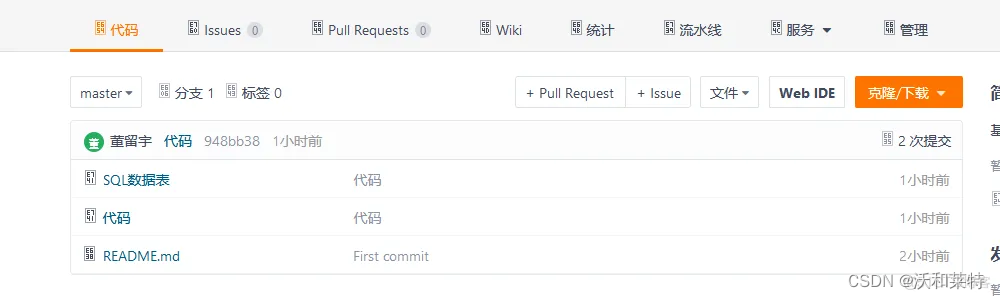 代码 Issues 0 Pull Requests 0 Wiki 统计 流水线 服务 管理
master 分支 1 标签 0 + Pull Request + Issue 文件 Web IDE 克隆/下载
董 董留宇 代码 948bb38 1小时前 2 次提交
SQL数据表 代码 1小时前
代码 代码 1小时前
README.md First commit 2小时前
CSDN @沃和莱特